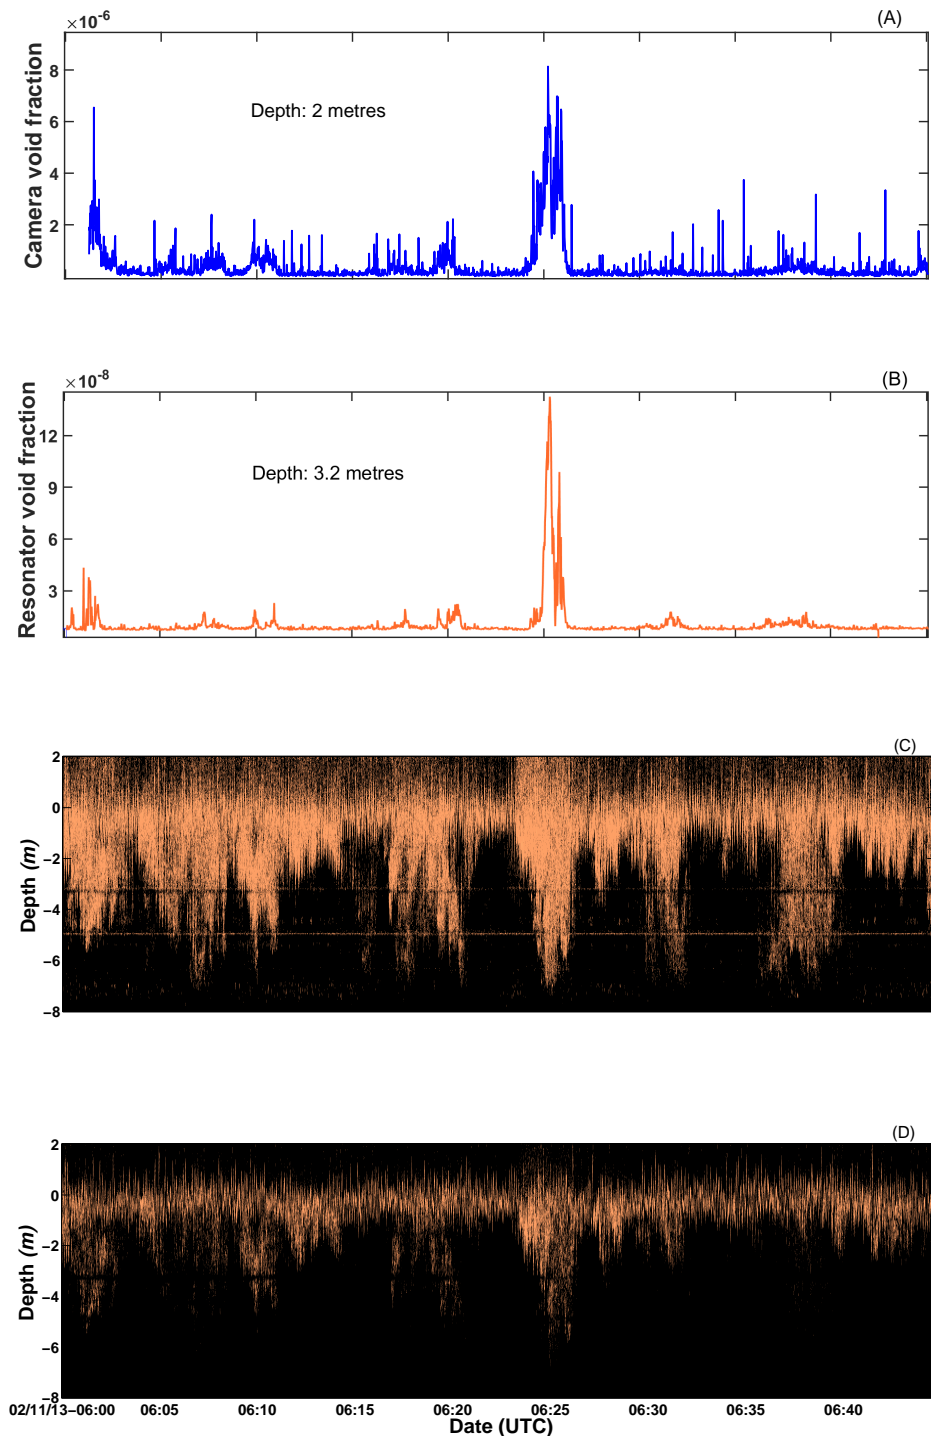 ×10⁻⁶
(A)
Camera void fraction
8
6
4
2
Depth: 2 metres
×10⁻⁸
(B)
Resonator void fraction
12
9
6
3
Depth: 3.2 metres
(C)
Depth (m)
2
0
−2
−4
−6
−8
(D)
Depth (m)
2
0
−2
−4
−6
−8
02/11/13−06:00 06:05 06:10 06:15 06:20 06:25 06:30 06:35 06:40
Date (UTC)